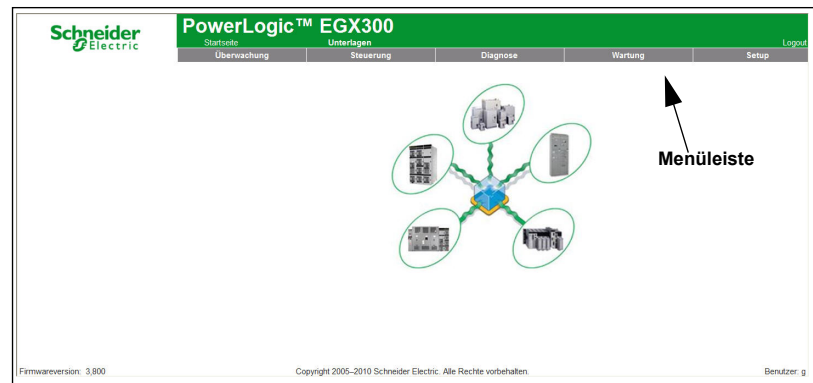 Schneider Electric
PowerLogic™ EGX300
Startseite Unterlagen Logout
Überwachung Steuerung Diagnose Wartung Setup
Menüleiste
Firmwareversion: 3,800 Copyright 2005–2010 Schneider Electric. Alle Rechte vorbehalten. Benutzer: g